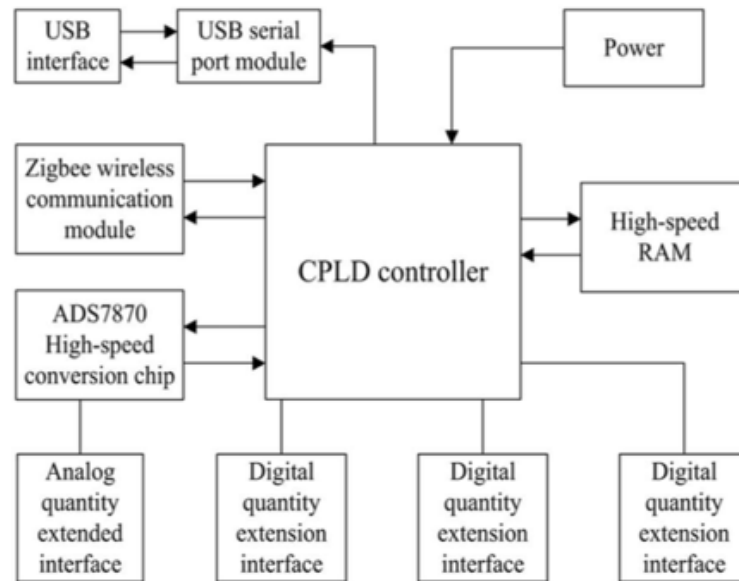 USB
interface
USB serial
port module
Power
Zigbee wireless
communication
module
CPLD controller
High-speed
RAM
ADS7870
High-speed
conversion chip
Analog
quantity
extended
interface
Digital
quantity
extension
interface
Digital
quantity
extension
interface
Digital
quantity
extension
interface